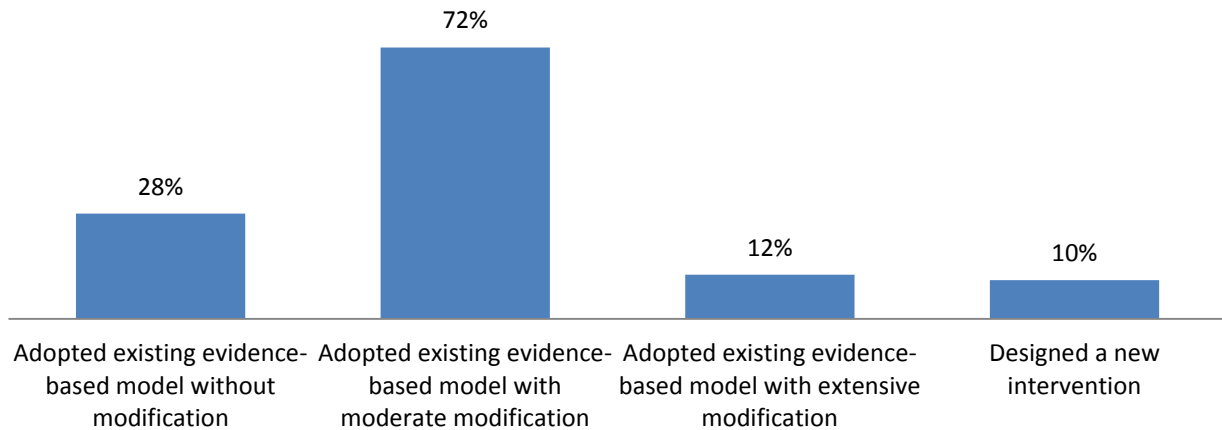 72%
28%
12%
10%
Adopted existing evidence-
based model without
modification
Adopted existing evidence-
based model with
moderate modification
Adopted existing evidence-
based model with extensive
modification
Designed a new
intervention